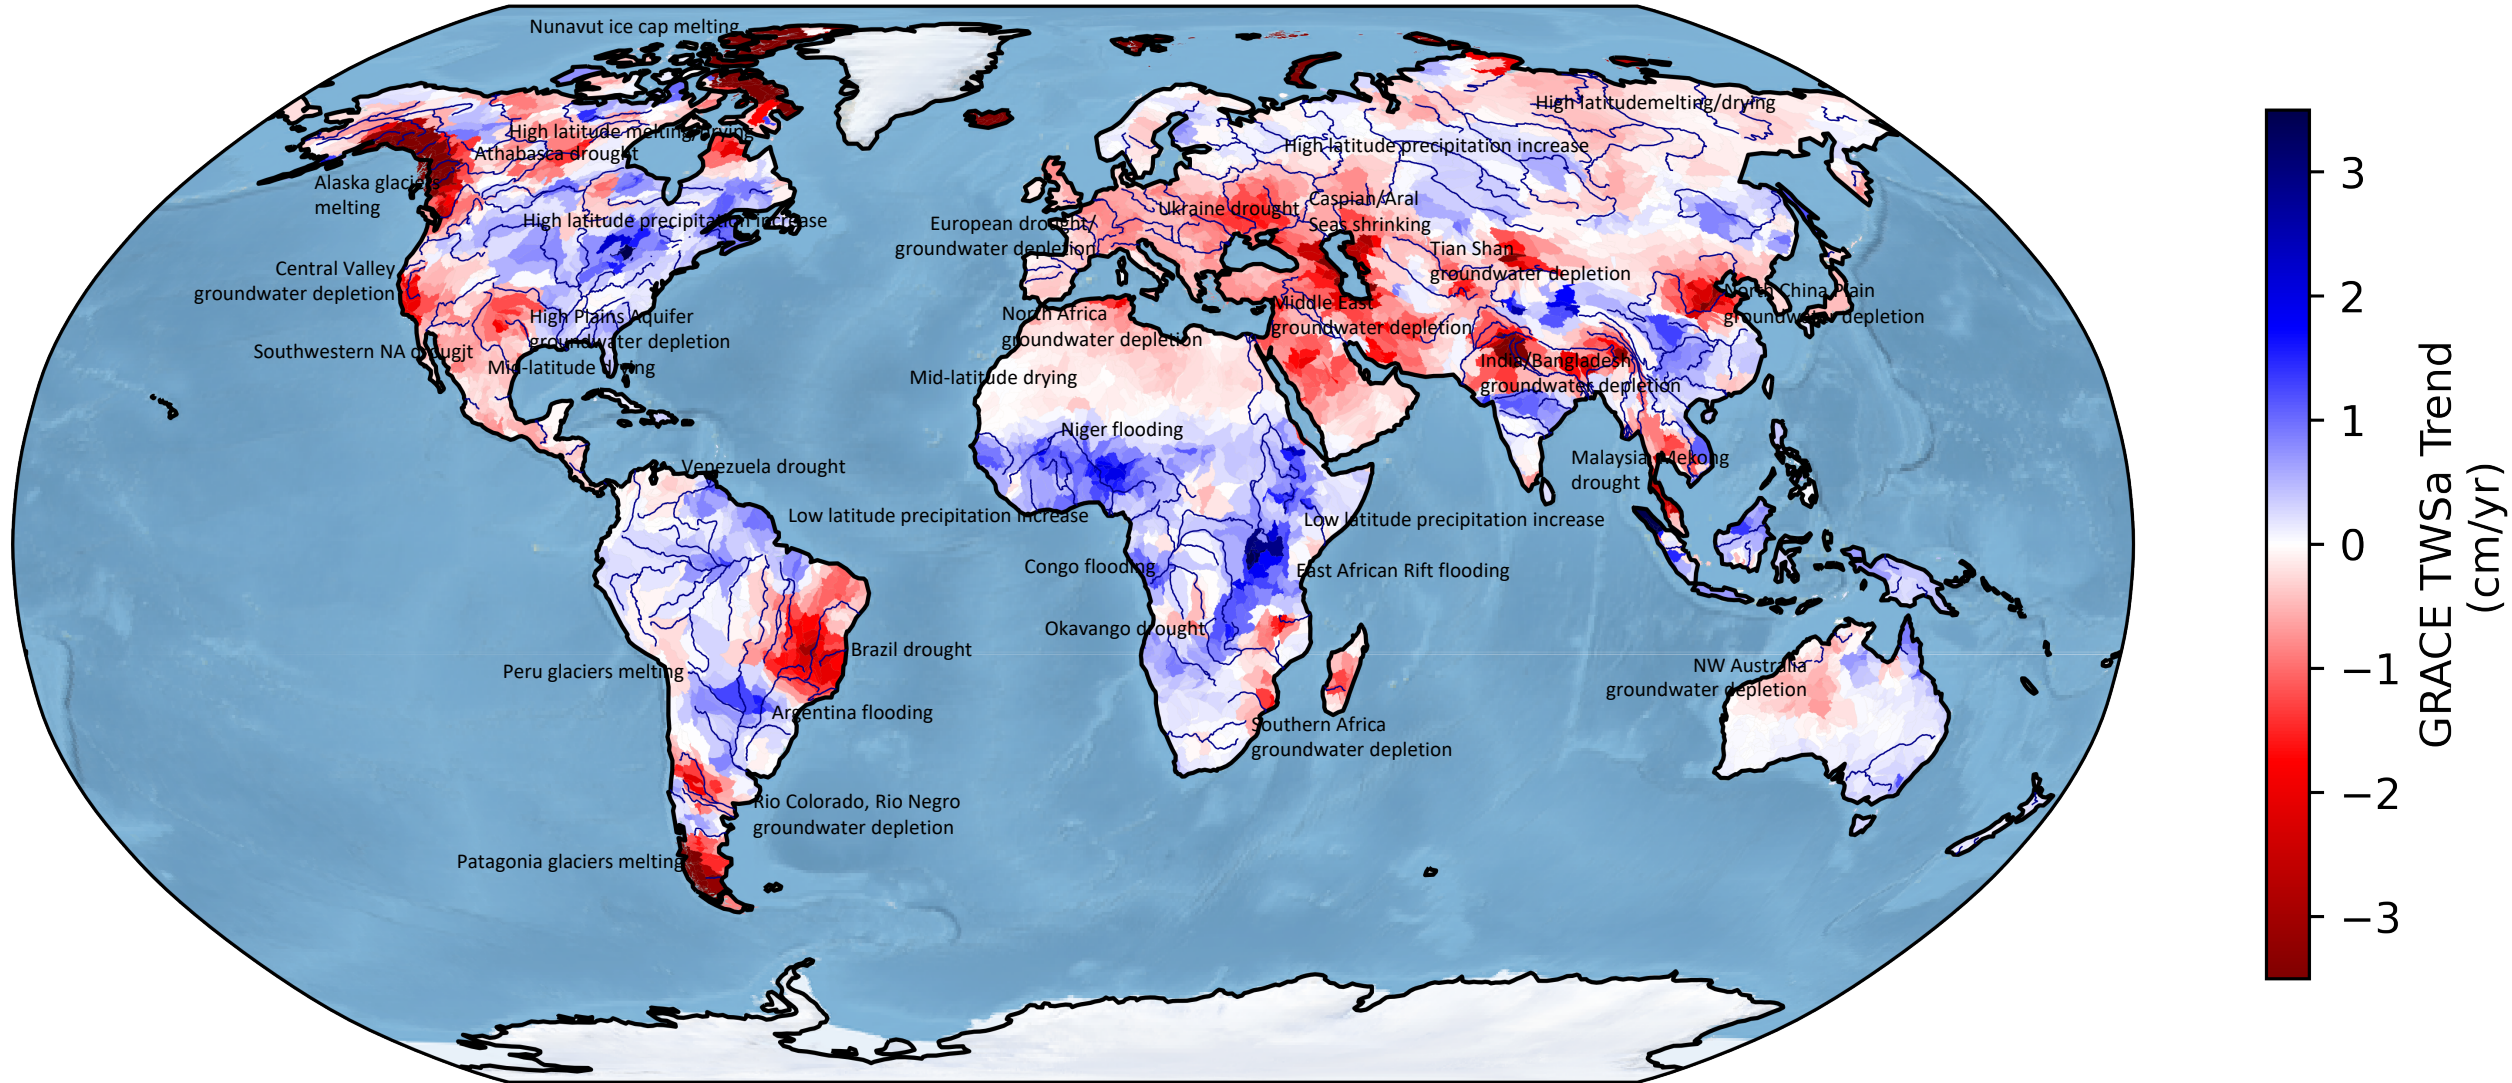 Nunavut ice cap melting
High latitudemelting/drying
High latitude melting/drying
Athabasca drought
High latitude precipitation increase
Alaska glaciers
melting
High latitude precipitation increase
Caspian/Aral
Seas shrinking
Ukraine drought
European drought/
groundwater depletion
Tian Shan
groundwater depletion
Central Valley
groundwater depletion
North China Plain
groundwater depletion
Middle East
groundwater depletion
North Africa
groundwater depletion
High Plains Aquifer
groundwater depletion
Southwestern NA drougjt
Mid-latitude drying
India/Bangladesh
groundwater depletion
Mid-latitude drying
Niger flooding
Venezuela drought
Malaysia, Mekong
drought
Low latitude precipitation increase
Low latitude precipitation increase
Congo flooding
East African Rift flooding
Okavango drought
Brazil drought
Peru glaciers melting
NW Australia
groundwater depletion
Argentina flooding
Southern Africa
groundwater depletion
Rio Colorado, Rio Negro
groundwater depletion
Patagonia glaciers melting
3
2
1
0
−1
−2
−3
GRACE TWSa Trend
(cm/yr)